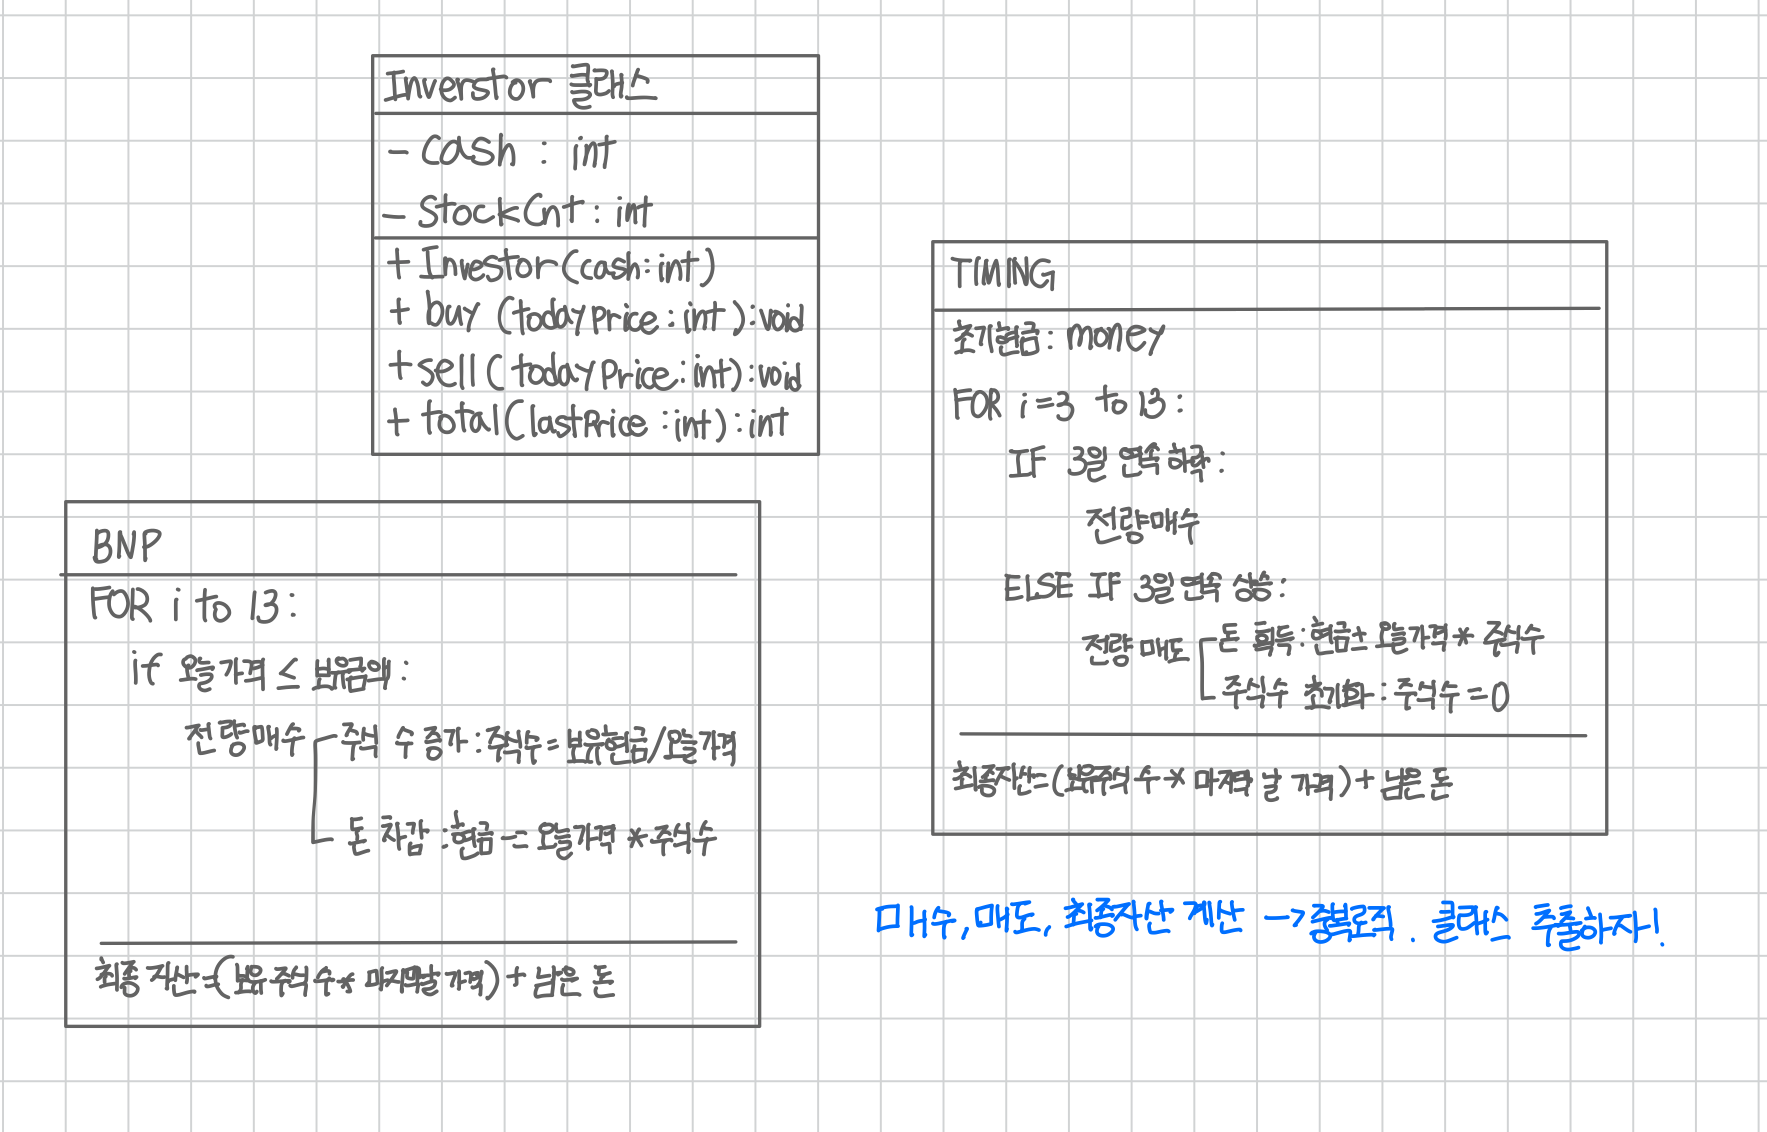 Inverstor 클래스
- cash : int
- StockCnt : int
+ Investor(cash:int)
+ buy (todayPrice : int ):void
+sell( todayPrice:int):void
+ total(lastPrice :int):int
BNP
FOR i to 13:
if 오늘가격 ≤ 보유금액:
전량매수
주식 수 증가 : 주식수 = 보유현금/오늘가격
돈 차감 : 현금 -= 오늘가격 * 주식수
최종 자산=(보유 주식 수* 마지막날 가격) + 남은 돈
TIMING
초기현금: money
FOR i=3 to 13:
IF 3일 연속 하락:
전량매수
ELSE IF 3일 연속 상승:
전량 매도
돈 획득:현금+ 오늘가격 * 주식수
주식수 초기화 : 주식수 =0
최종자산=(보유주식 수 * 마지막 날 가격) + 남은 돈
매수, 매도, 최종자산 계산 → 중복로직. 클래스 추출하자!